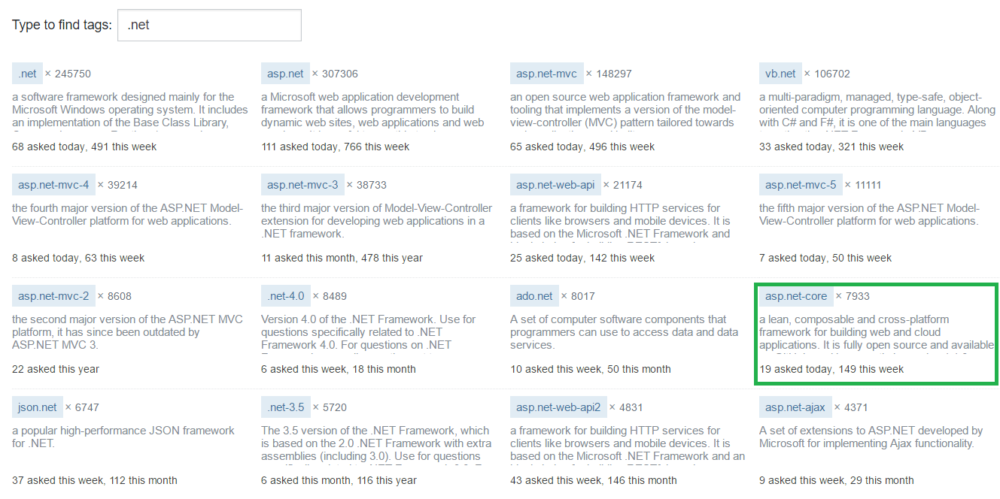 Type to find tags: .net
.net × 245750
a software framework designed mainly for the
Microsoft Windows operating system. It includes
an implementation of the Base Class Library,
68 asked today, 491 this week
asp.net × 307306
a Microsoft web application development
framework that allows programmers to build
dynamic web sites, web applications and web
111 asked today, 766 this week
asp.net-mvc × 148297
an open source web application framework and
tooling that implements a version of the model-
view-controller (MVC) pattern tailored towards
65 asked today, 496 this week
vb.net × 106702
a multi-paradigm, managed, type-safe, object-
oriented computer programming language. Along
with C# and F#, it is one of the main languages
33 asked today, 321 this week
asp.net-mvc-4 × 39214
the fourth major version of the ASP.NET Model-
View-Controller platform for web applications.
8 asked today, 63 this week
asp.net-mvc-3 × 38733
the third major version of Model-View-Controller
extension for developing web applications in a
.NET framework.
11 asked this month, 478 this year
asp.net-web-api × 21174
a framework for building HTTP services for
clients like browsers and mobile devices. It is
based on the Microsoft .NET Framework and
25 asked today, 142 this week
asp.net-mvc-5 × 11111
the fifth major version of the ASP.NET Model-
View-Controller platform for web applications.
7 asked today, 50 this week
asp.net-mvc-2 × 8608
the second major version of the ASP.NET MVC
platform, it has since been outdated by
ASP.NET MVC 3.
22 asked this year
.net-4.0 × 8489
Version 4.0 of the .NET Framework. Use for
questions specifically related to .NET
Framework 4.0. For questions on .NET
6 asked this week, 18 this month
ado.net × 8017
A set of computer software components that
programmers can use to access data and data
services.
10 asked this week, 50 this month
asp.net-core × 7933
a lean, composable and cross-platform
framework for building web and cloud
applications. It is fully open source and available
19 asked today, 149 this week
json.net × 6747
a popular high-performance JSON framework
for .NET.
37 asked this week, 112 this month
.net-3.5 × 5720
The 3.5 version of the .NET Framework, which
is based on the 2.0 .NET Framework with extra
assemblies (including 3.0). Use for questions
6 asked this month, 116 this year
asp.net-web-api2 × 4831
a framework for building HTTP services for
clients like browsers and mobile devices. It is
based on the Microsoft .NET Framework and an
43 asked this week, 146 this month
asp.net-ajax × 4371
A set of extensions to ASP.NET developed by
Microsoft for implementing Ajax functionality.
9 asked this week, 29 this month